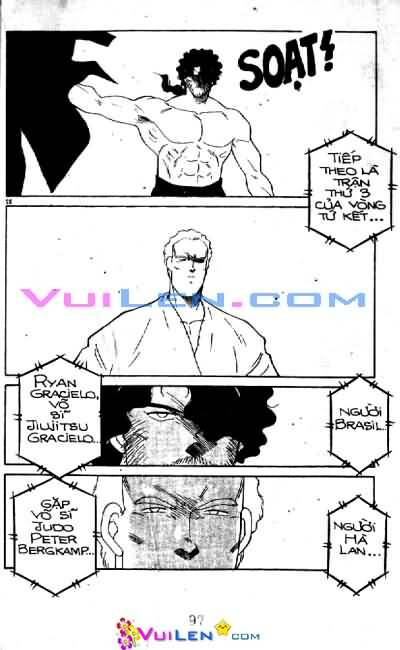 SOẠT!
TIẾP
THEO LÀ
TRẬN
THỨ 3
CỦA VÒNG
TỨ KẾT...
VUILEN.COM
RYAN
GRACIELO,
VÕ
SĨ
JIUJITSU
GRACIELO...
NGƯỜI
BRASIL.
GẶP
VÕ SĨ
JUDO
PETER
BERGKAMP...
NGƯỜI
HÀ
LAN...
97
VUILEN.COM